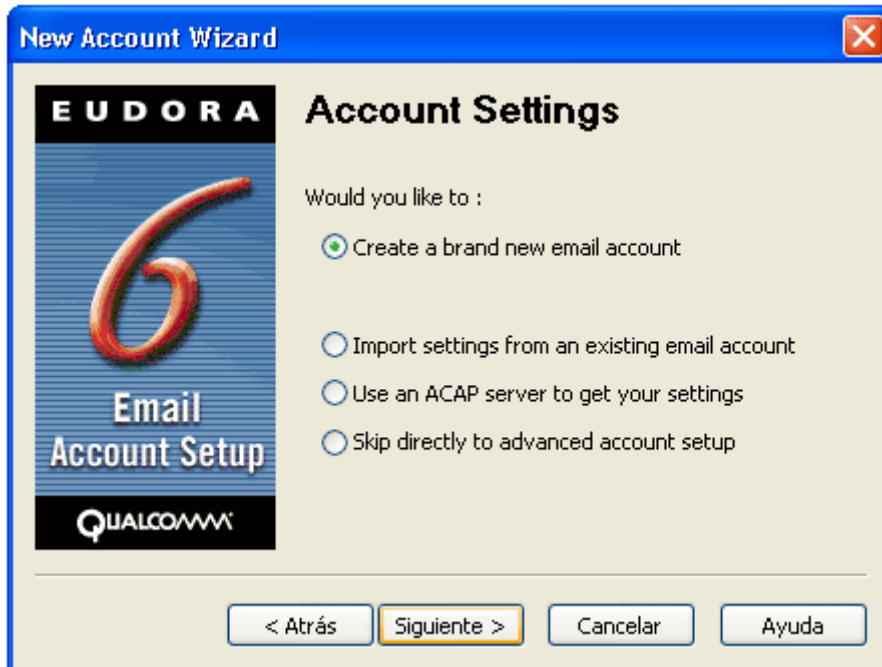 New Account Wizard
EUDORA
6
Email
Account Setup
QUALCOMM
Account Settings
Would you like to :
Create a brand new email account
Import settings from an existing email account
Use an ACAP server to get your settings
Skip directly to advanced account setup
< Atrás
Siguiente >
Cancelar
Ayuda